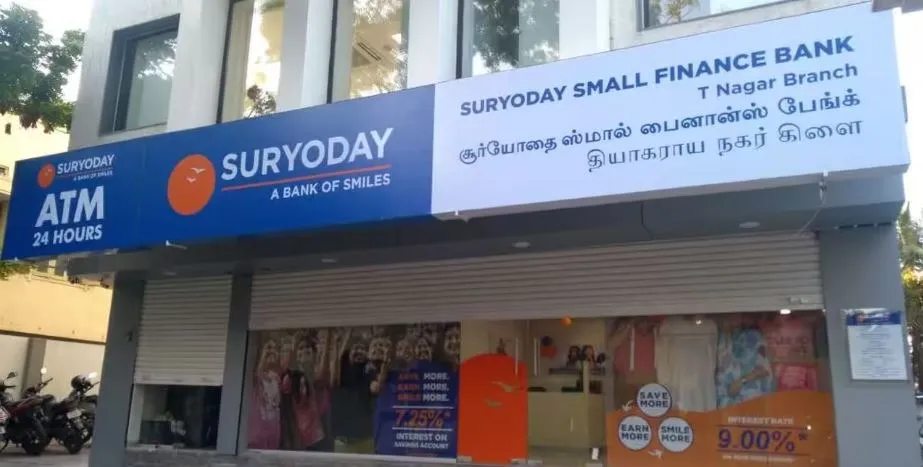 SURYODAY
A BANK OF SMILES
ATM
24 HOURS
SURYODAY
A BANK OF SMILES
SURYODAY SMALL FINANCE BANK
T Nagar Branch
சூர்யோதை ஸ்மால் பைனான்ஸ் பேங்க்
தியாகராய நகர் கிளை
SAVE MORE.
EARN MORE.
SMILE MORE.
7.25%*
INTEREST ON
SAVINGS ACCOUNT
SAVE
MORE
EARN
MORE
SMILE
MORE
INTEREST RATE
9.00%*